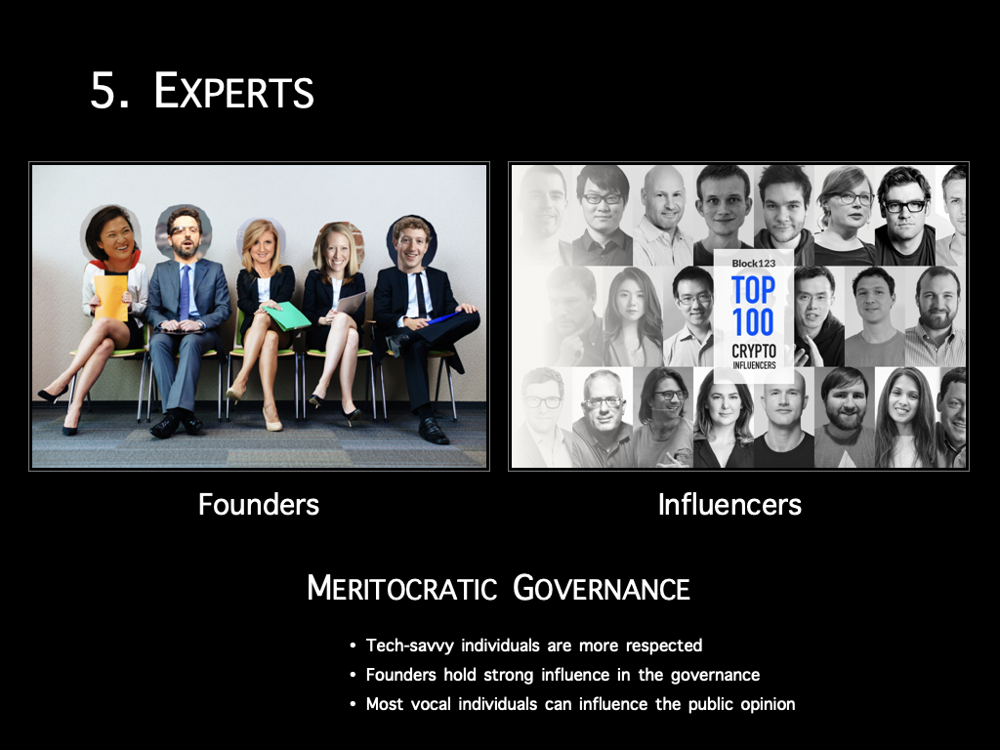 5. Experts
Block123
TOP
100
CRYPTO
INFLUENCERS
Founders
Influencers
Meritocratic Governance
• Tech-savvy individuals are more respected
• Founders hold strong influence in the governance
• Most vocal individuals can influence the public opinion